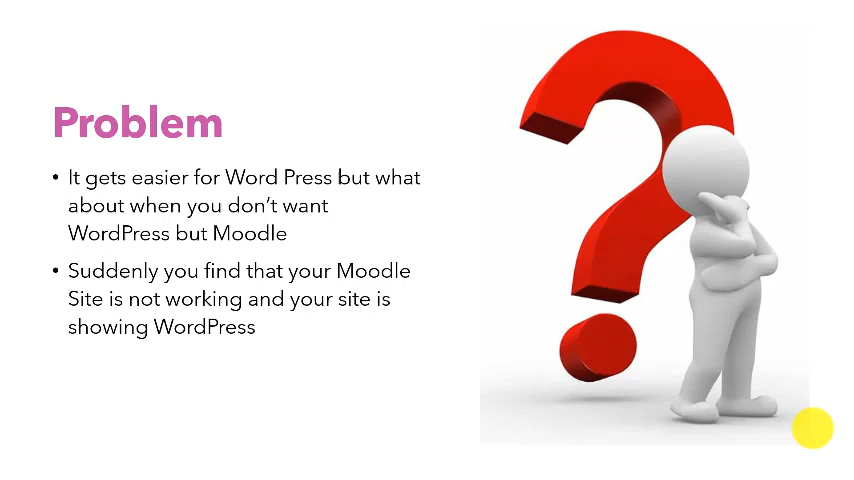 Problem
• It gets easier for Word Press but what
about when you don't want
WordPress but Moodle
• Suddenly you find that your Moodle
Site is not working and your site is
showing WordPress